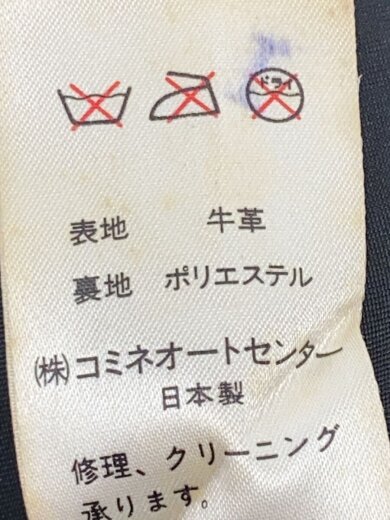 ドライ
表地 牛革
裏地 ポリエステル
(株)コミネオートセンター
日本製
修理、クリーニング
承ります。